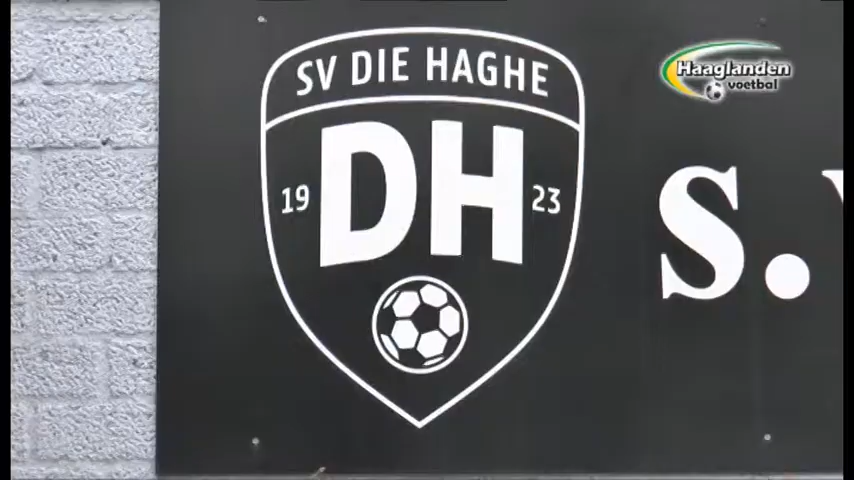 SV DIE HAGHE
19 DH 23
S.
Haaglanden
voetbal